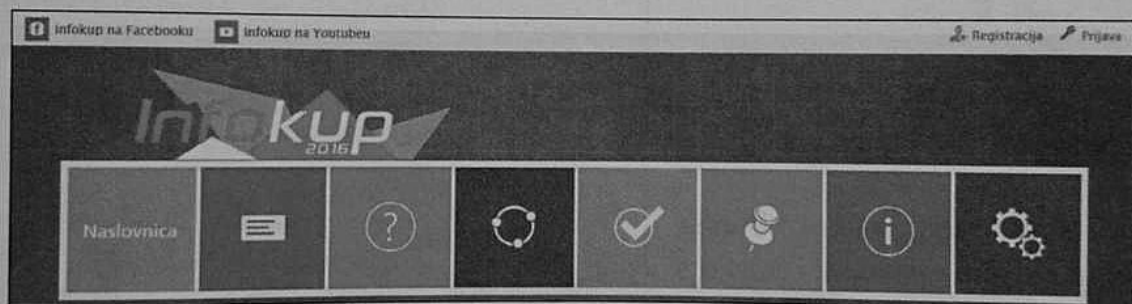 Infokup na Facebooku Infokup na Youtubeu Registracija Prijava
Infokup
2016
Naslovnica